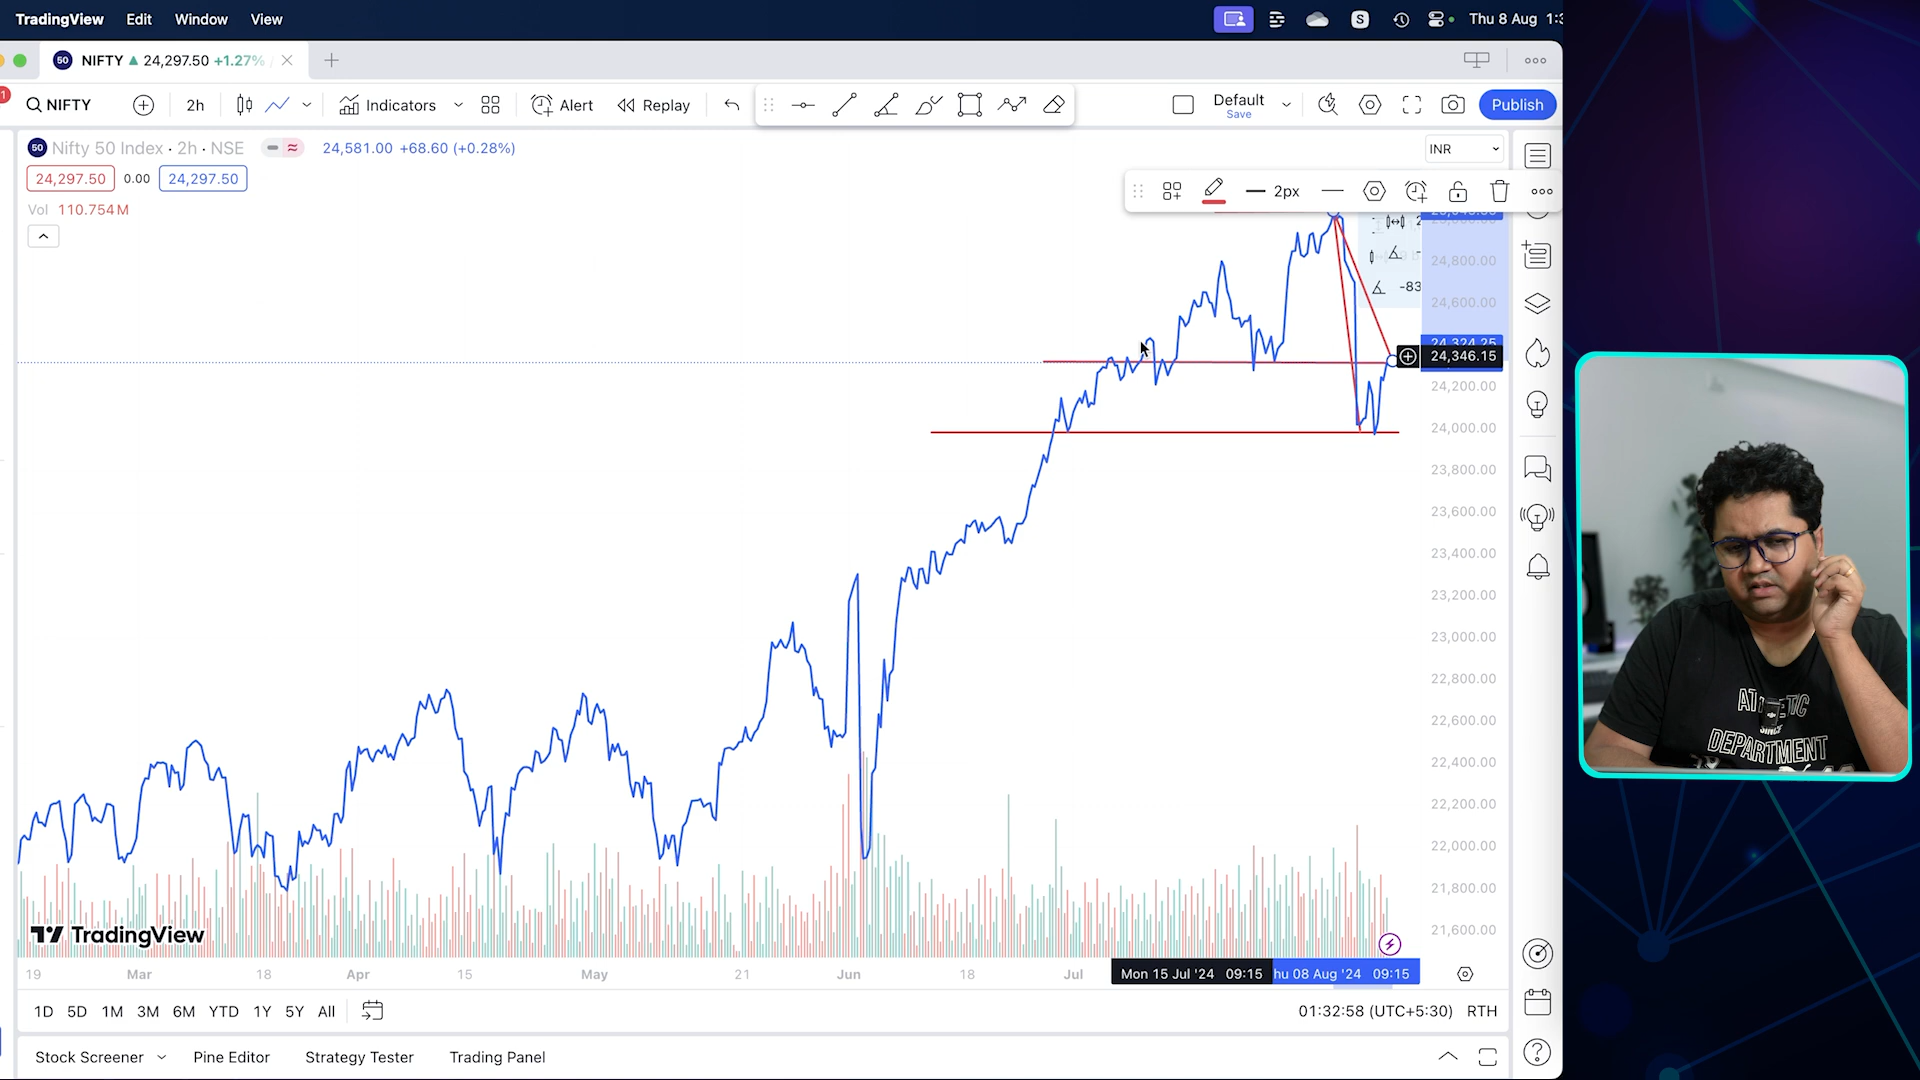 TradingView Edit Window View
S
Thu 8 Aug
50 NIFTY 24,297.50 +1.27%
NIFTY 2h Indicators Alert Replay Default Save Publish
50 Nifty 50 Index · 2h · NSE 24,581.00 +68.60 (+0.28%)
INR
24,297.50 0.00 24,297.50
2px
Vol 110.754M
24,800.00
-83
24,600.00
24,324.25
24,346.15
24,200.00
24,000.00
23,800.00
23,600.00
23,400.00
23,200.00
23,000.00
22,800.00
22,600.00
22,400.00
22,200.00
22,000.00
21,800.00
21,600.00
TradingView
19 Mar 18 Apr 15 May 21 Jun 18 Jul Mon 15 Jul '24 09:15 hu 08 Aug '24 09:15
1D 5D 1M 3M 6M YTD 1Y 5Y All
01:32:58 (UTC+5:30) RTH
Stock Screener Pine Editor Strategy Tester Trading Panel
DEPARTMENT